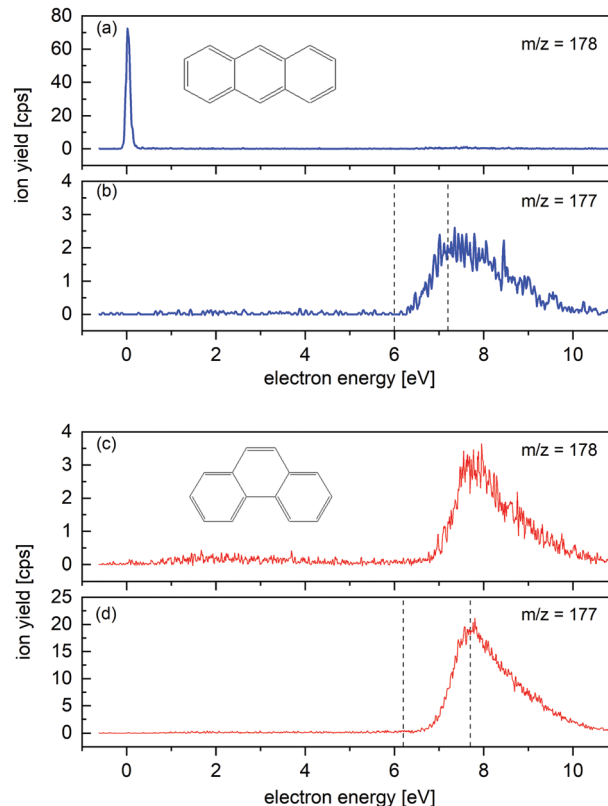 (a)
m/z = 178
80
60
40
20
0
ion yield [cps]
(b)
m/z = 177
4
3
2
1
0
0 2 4 6 8 10
electron energy [eV]
(c)
m/z = 178
4
3
2
1
0
ion yield [cps]
(d)
m/z = 177
25
20
15
10
5
0
0 2 4 6 8 10
electron energy [eV]